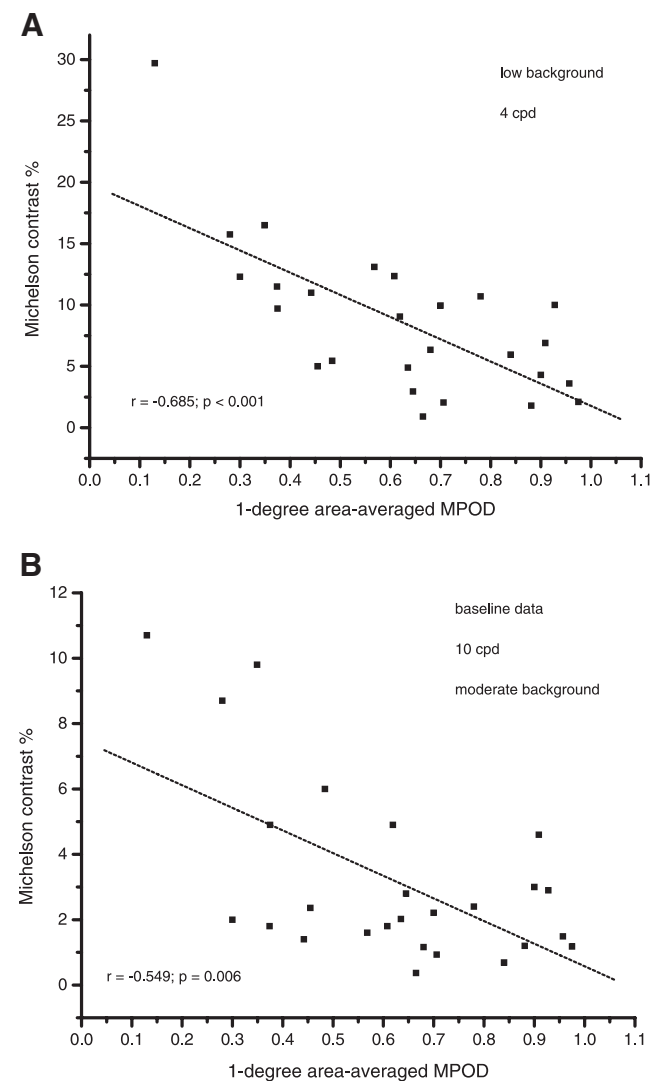 A
30
25
20
15
10
5
0
Michelson contrast %
low background
4 cpd
r = -0.685; p < 0.001
0.0 0.1 0.2 0.3 0.4 0.5 0.6 0.7 0.8 0.9 1.0 1.1
1-degree area-averaged MPOD
B
12
10
8
6
4
2
0
Michelson contrast %
baseline data
10 cpd
moderate background
r = -0.549; p = 0.006
0.0 0.1 0.2 0.3 0.4 0.5 0.6 0.7 0.8 0.9 1.0 1.1
1-degree area-averaged MPOD